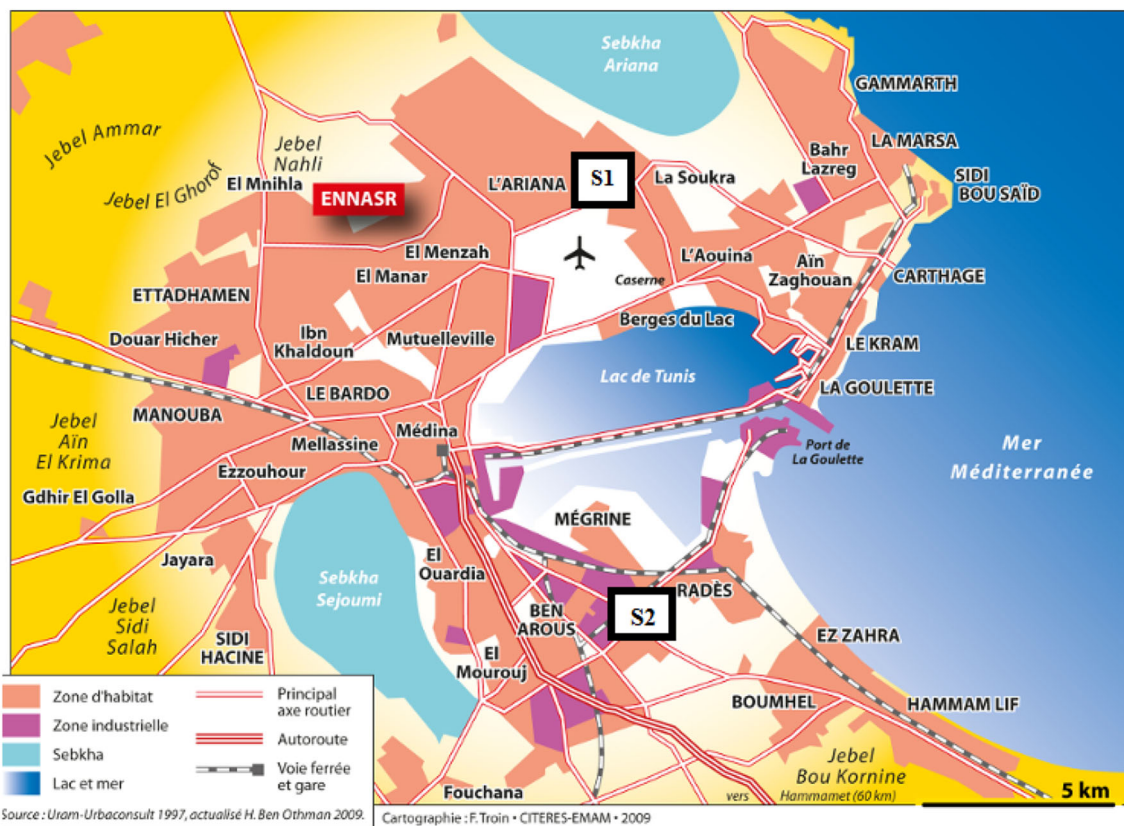 Sebkha
Ariana
GAMMARTH
Jebel Ammar
Jebel
Nahli
Bahr
Lazreg
LA MARSA
Jebel El Ghorof
El Mnihla
ENNASR
L'ARIANA
S1
La Soukra
SIDI
BOU SAÏD
El Menzah
El Manar
L'Aouina
Aïn
Zaghouan
CARTHAGE
Caserne
ETTADHAMEN
Douar Hicher
Ibn
Khaldoun
Mutuelleville
Berges du Lac
LE KRAM
Lac de Tunis
LA GOULETTE
LE BARDO
MANOUBA
Médina
Mellassine
Jebel
Aïn
El Krima
Port de
La Goulette
Mer
Méditerranée
Ezzouhour
Gdhir El Golla
MÉGRINE
Jayara
El
Ouardia
Sebkha
Sejoumi
RADÈS
S2
BEN
AROUS
Jebel
Sidi
Salah
SIDI
HACINE
EZ ZAHRA
El
Mourouj
BOUMHEL
HAMMAM LIF
Jebel
Bou Kornine
vers
Hammamet (60 km)
Fouchana
5 km
Zone d'habitat
Zone industrielle
Sebkha
Lac et mer
Principal
axe routier
Autoroute
Voie ferrée
et gare
Source : Uram-Urbaconsult 1997, actualisé H. Ben Othman 2009.
Cartographie : F. Troin • CITERES-EMAM • 2009